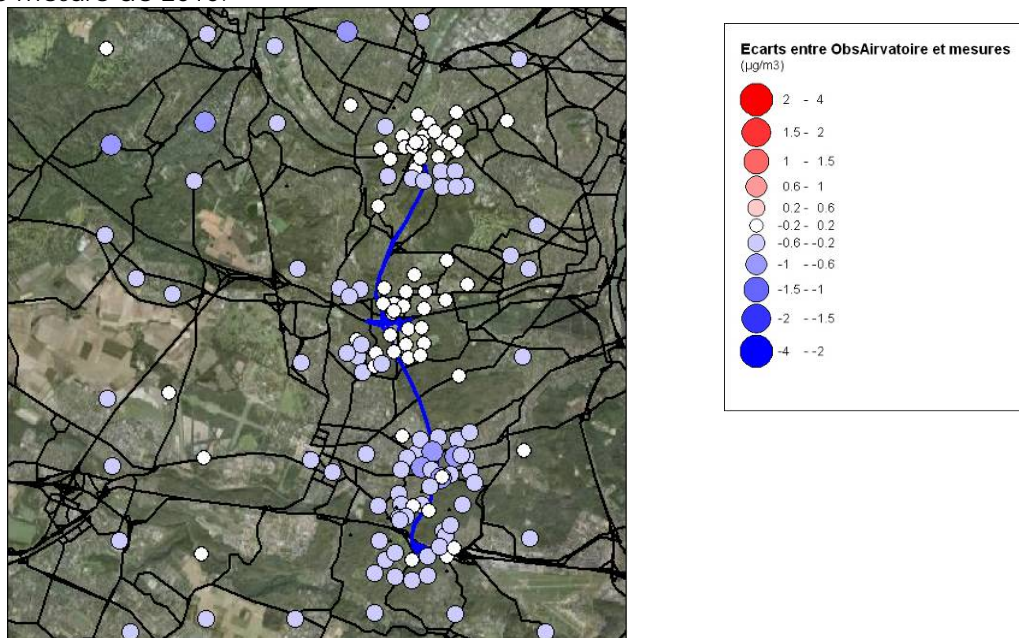 Ecarts entre ObsAirvatoire et mesures
(µg/m3)
2 - 4
1.5 - 2
1 - 1.5
0.6 - 1
0.2 - 0.6
-0.2 - 0.2
-0.6 - -0.2
-1 - -0.6
-1.5 - -1
-2 - -1.5
-4 - -2